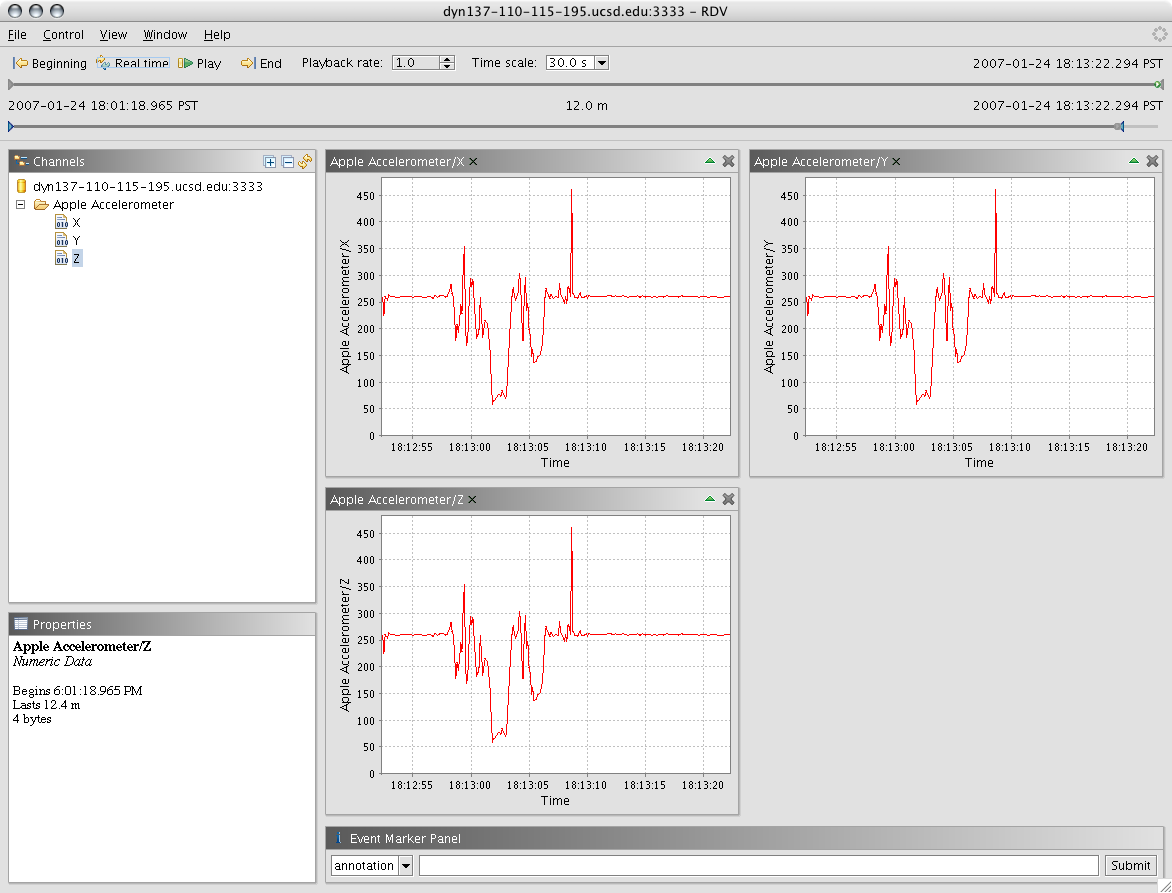 dyn137-110-115-195.ucsd.edu:3333 – RDV
File Control View Window Help
Beginning Real time Play End Playback rate: 1.0 Time scale: 30.0 s 2007-01-24 18:13:22.294 PST
2007-01-24 18:01:18.965 PST 12.0 m 2007-01-24 18:13:22.294 PST
Channels
dyn137-110-115-195.ucsd.edu:3333
Apple Accelerometer
X
Y
Z
Properties
Apple Accelerometer/Z
Numeric Data
Begins 6:01:18.965 PM
Lasts 12.4 m
4 bytes
Apple Accelerometer/X
Apple Accelerometer/X
450
400
350
300
250
200
150
100
50
0
18:12:55 18:13:00 18:13:05 18:13:10 18:13:15 18:13:20
Time
Apple Accelerometer/Y
Apple Accelerometer/Y
450
400
350
300
250
200
150
100
50
0
18:12:55 18:13:00 18:13:05 18:13:10 18:13:15 18:13:20
Time
Apple Accelerometer/Z
Apple Accelerometer/Z
450
400
350
300
250
200
150
100
50
0
18:12:55 18:13:00 18:13:05 18:13:10 18:13:15 18:13:20
Time
Event Marker Panel
annotation Submit